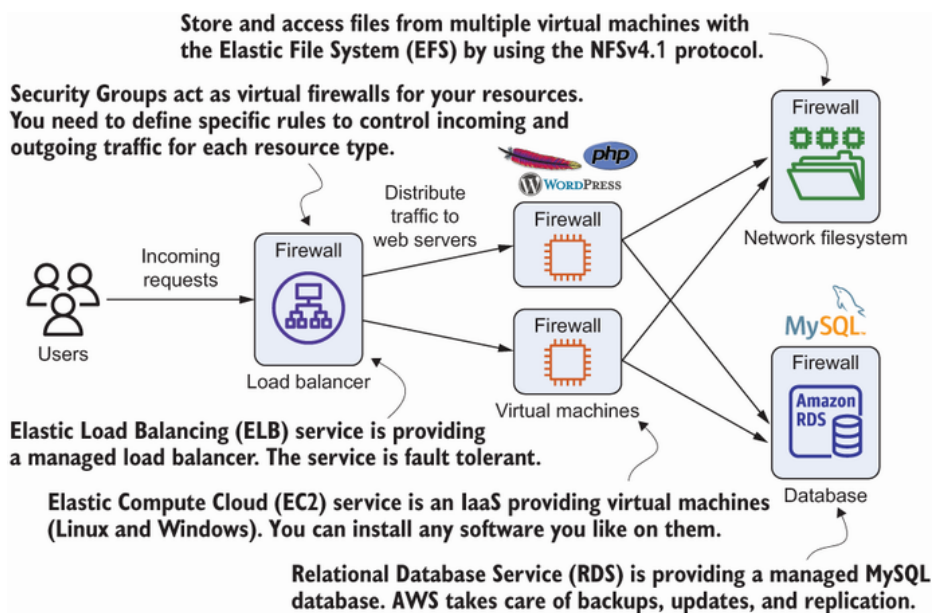 Store and access files from multiple virtual machines with
the Elastic File System (EFS) by using the NFSv4.1 protocol.
Security Groups act as virtual firewalls for your resources.
You need to define specific rules to control incoming and
outgoing traffic for each resource type.
Firewall
Network filesystem
php
WORDPRESS
Distribute
traffic to
web servers
Firewall
Firewall
Virtual machines
Incoming
requests
Users
Firewall
Load balancer
MySQL
Firewall
Amazon
RDS
Database
Elastic Load Balancing (ELB) service is providing
a managed load balancer. The service is fault tolerant.
Elastic Compute Cloud (EC2) service is an IaaS providing virtual machines
(Linux and Windows). You can install any software you like on them.
Relational Database Service (RDS) is providing a managed MySQL
database. AWS takes care of backups, updates, and replication.